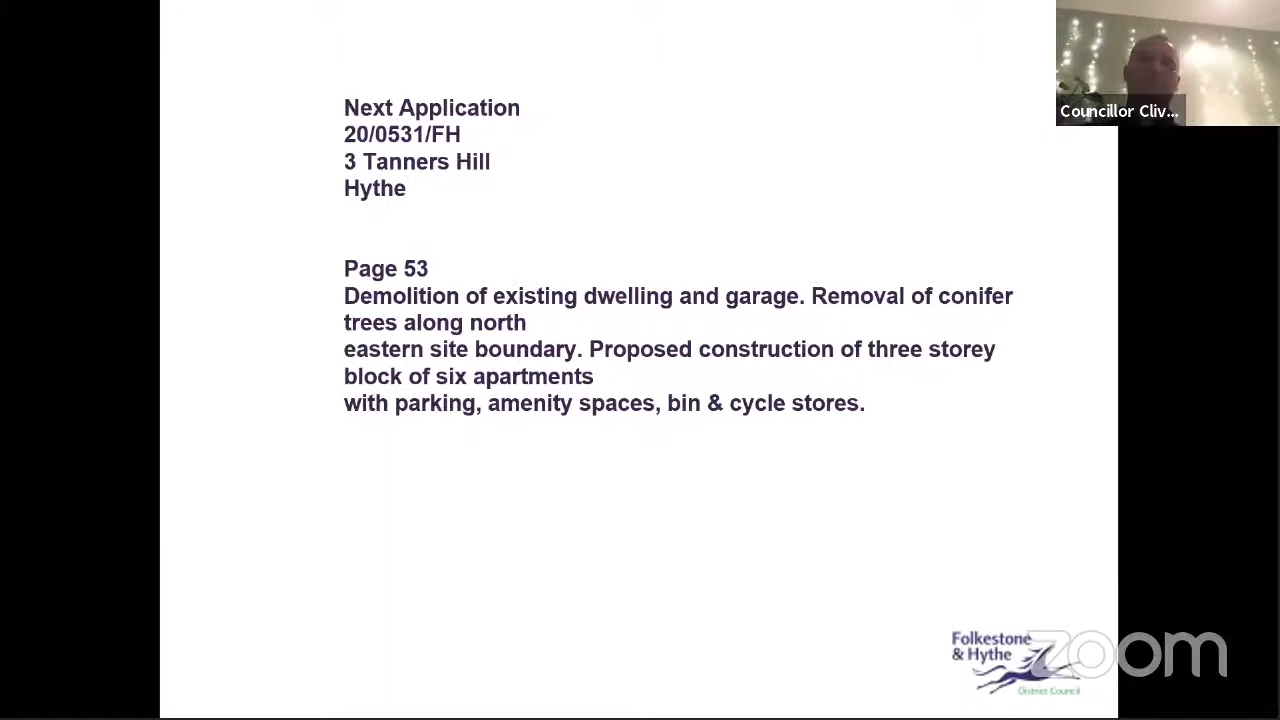 Next Application
20/0531/FH
3 Tanners Hill
Hythe
Councillor Cliv...
Page 53
Demolition of existing dwelling and garage. Removal of conifer
trees along north
eastern site boundary. Proposed construction of three storey
block of six apartments
with parking, amenity spaces, bin & cycle stores.
Folkestone
& Hythe
District Council
zoom